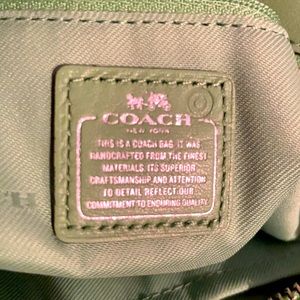 COACH
NEW YORK
THIS IS A COACH BAG. IT WAS
HANDCRAFTED FROM THE FINEST
MATERIALS. ITS SUPERIOR
CRAFTSMANSHIP AND ATTENTION
TO DETAIL REFLECT OUR
COMMITMENT TO ENDURING QUALITY.